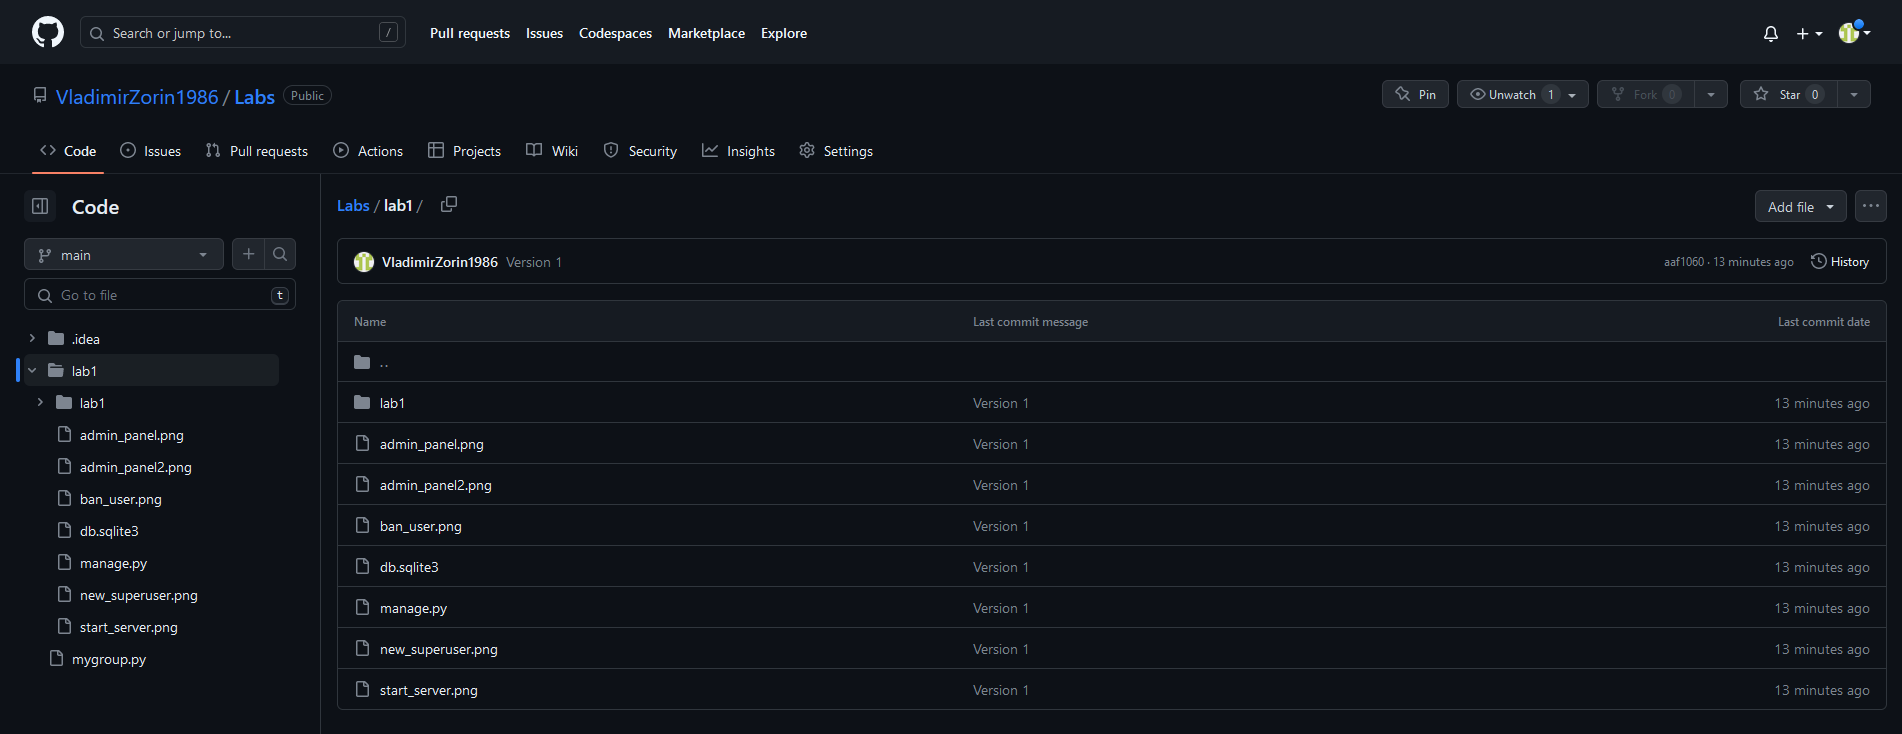 Search or jump to... /
Pull requests Issues Codespaces Marketplace Explore
VladimirZorin1986 / Labs Public
Pin Unwatch 1 Fork 0 Star 0
Code Issues Pull requests Actions Projects Wiki Security Insights Settings
Code
main
Go to file t
.idea
lab1
lab1
admin_panel.png
admin_panel2.png
ban_user.png
db.sqlite3
manage.py
new_superuser.png
start_server.png
mygroup.py
Labs / lab1 /
Add file
VladimirZorin1986 Version 1 aaf1060 · 13 minutes ago History
Name Last commit message Last commit date
..
lab1 Version 1 13 minutes ago
admin_panel.png Version 1 13 minutes ago
admin_panel2.png Version 1 13 minutes ago
ban_user.png Version 1 13 minutes ago
db.sqlite3 Version 1 13 minutes ago
manage.py Version 1 13 minutes ago
new_superuser.png Version 1 13 minutes ago
start_server.png Version 1 13 minutes ago